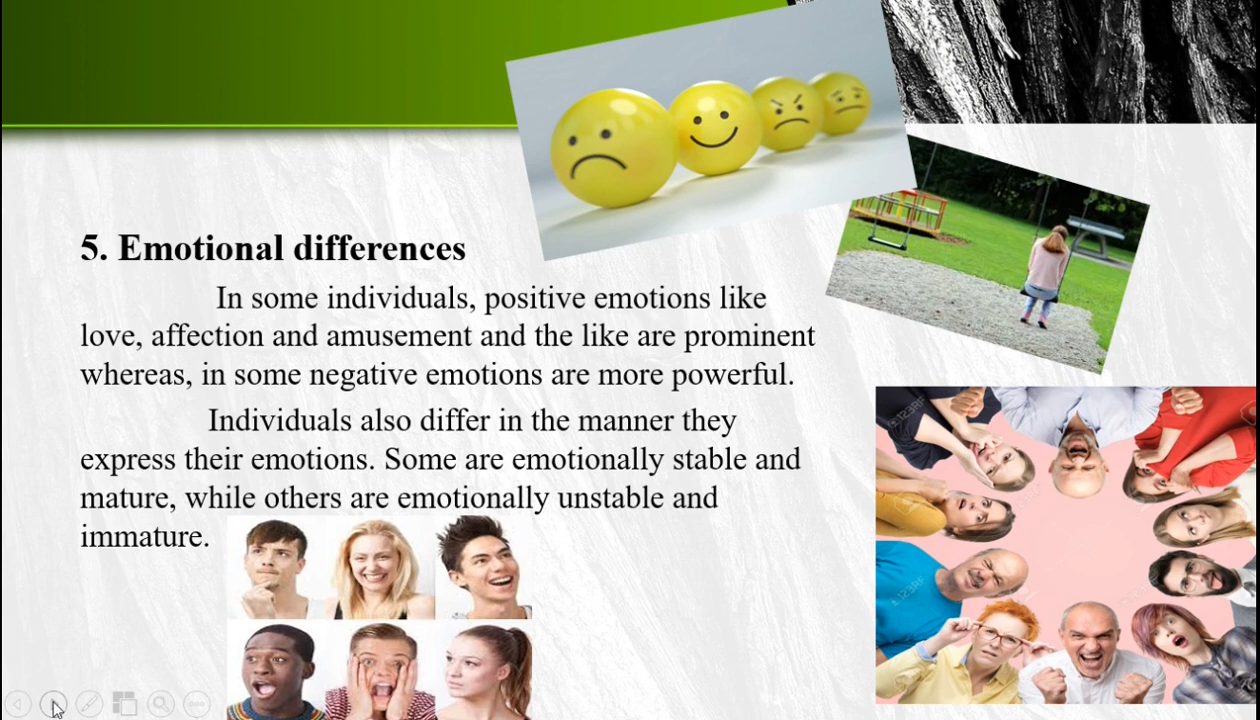 5. Emotional differences
In some individuals, positive emotions like
love, affection and amusement and the like are prominent
whereas, in some negative emotions are more powerful.
Individuals also differ in the manner they
express their emotions. Some are emotionally stable and
mature, while others are emotionally unstable and
immature.
123RF
123RF